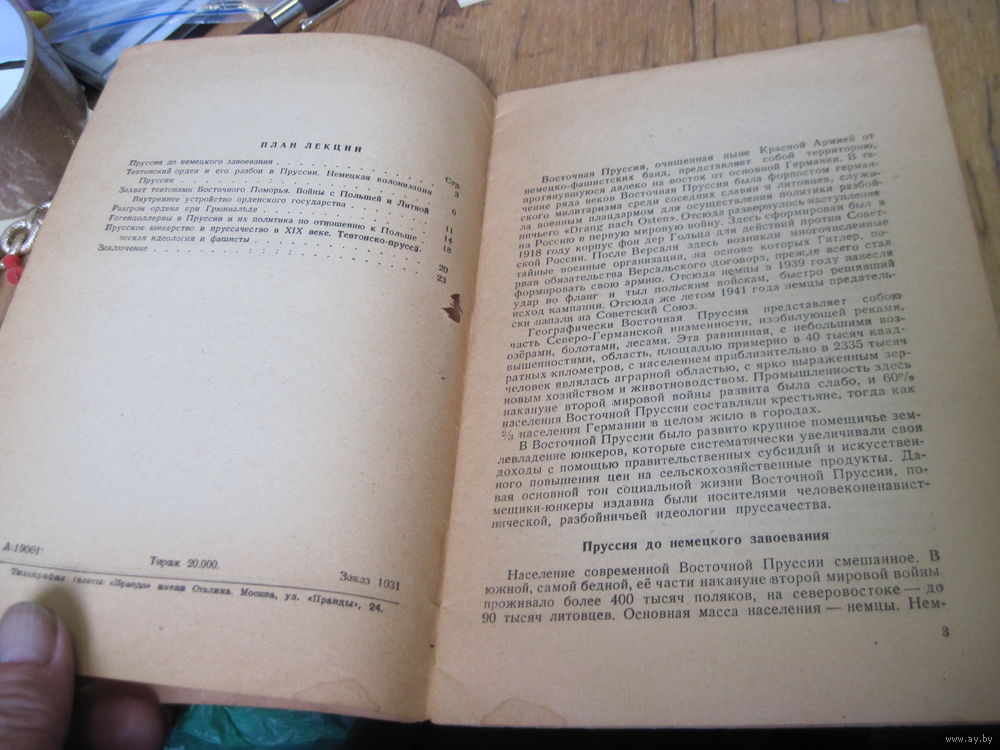 ПЛАН ЛЕКЦИИ
Стр.
Пруссия до немецкого завоевания . . . . . . . . . . . 3
Тевтонский орден и его разбои в Пруссии. Немецкая колонизация
Пруссии . . . . . . . . . . . . . . . . . 6
Захват тевтонами Восточного Поморья. Войны с Польшей и Литвой
Внутреннее устройство орденского государства . . . . . . . 11
Разгром ордена при Грюнвальде . . . . . . . . . . . 14
Гогенцоллерны в Пруссии и их политика по отношению к Польше . 18
Прусское юнкерство и пруссачество в XIX веке. Тевтонско-прусса-
ческая идеология и фашисты . . . . . . . . . . . . 20
Заключение . . . . . . . . . . . . . . . . . 23
А 19061
Тираж 20.000.
Заказ 1031
Типография газеты «Правда» имени Сталина. Москва, ул. «Правды», 24.
Восточная Пруссия, очищенная ныне Красной Армией от
немецко-фашистских банд, представляет собой территорию,
протянувшуюся далеко на восток от основной Германии. В те-
чение ряда веков Восточная Пруссия была форпостом герман-
ского милитаризма среди соседних славян и литовцев, служи-
ла военным плацдармом для осуществления политики разбой-
ничьего «Drang nach Osten». Отсюда развернулось наступление
на Россию в первую мировую войну. Здесь сформирован был в
1918 году корпус фон дер Гольца для действий против Совет-
ской России. После Версаля здесь возникли многочисленные
тайные военные организации, на основе которых Гитлер, по-
рвав обязательства Версальского договора, прежде всего стал
формировать свою армию. Отсюда немцы в 1939 году нанесли
удар во фланг и тыл польским войскам, быстро решивший
исход кампании. Отсюда же летом 1941 года немцы предатель-
ски напали на Советский Союз.
Географически Восточная Пруссия представляет собою
часть Северо-Германской низменности, изобилующей реками,
озёрами, болотами, лесами. Эта равнинная, с небольшими воз-
вышенностями, область, площадью примерно в 40 тысяч квад-
ратных километров, с населением приблизительно в 2335 тысяч
человек являлась аграрной областью, с ярко выраженным зер-
новым хозяйством и животноводством. Промышленность здесь
накануне второй мировой войны развита была слабо, и 60%
населения Восточной Пруссии составляли крестьяне, тогда как
⅔ населения Германии в целом жило в городах.
В Восточной Пруссии было развито крупное помещичье зем-
левладение юнкеров, которые систематически увеличивали свои
доходы с помощью правительственных субсидий и искусствен-
ного повышения цен на сельскохозяйственные продукты. Да-
вая основной тон социальной жизни Восточной Пруссии, по-
мещики-юнкеры издавна были носителями человеконенавист-
нической, разбойничьей идеологии пруссачества.
Пруссия до немецкого завоевания
Население современной Восточной Пруссии смешанное. В
южной, самой бедной, её части накануне второй мировой войны
проживало более 400 тысяч поляков, на северовостоке — до
90 тысяч литовцев. Основная масса населения — немцы. Нем-
3
www.ay.by